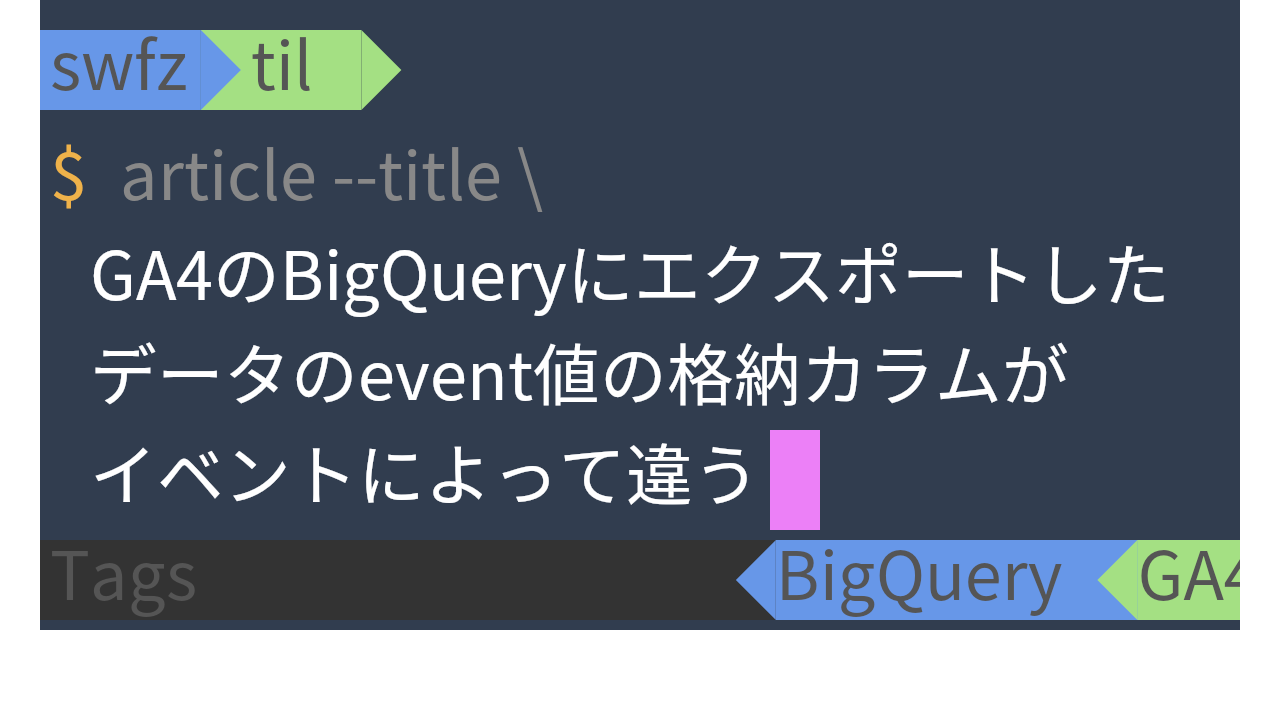 swfz til
$ article --title \
GA4のBigQueryにエクスポートした
データのevent値の格納カラムが
イベントによって違う
Tags BigQuery GA4